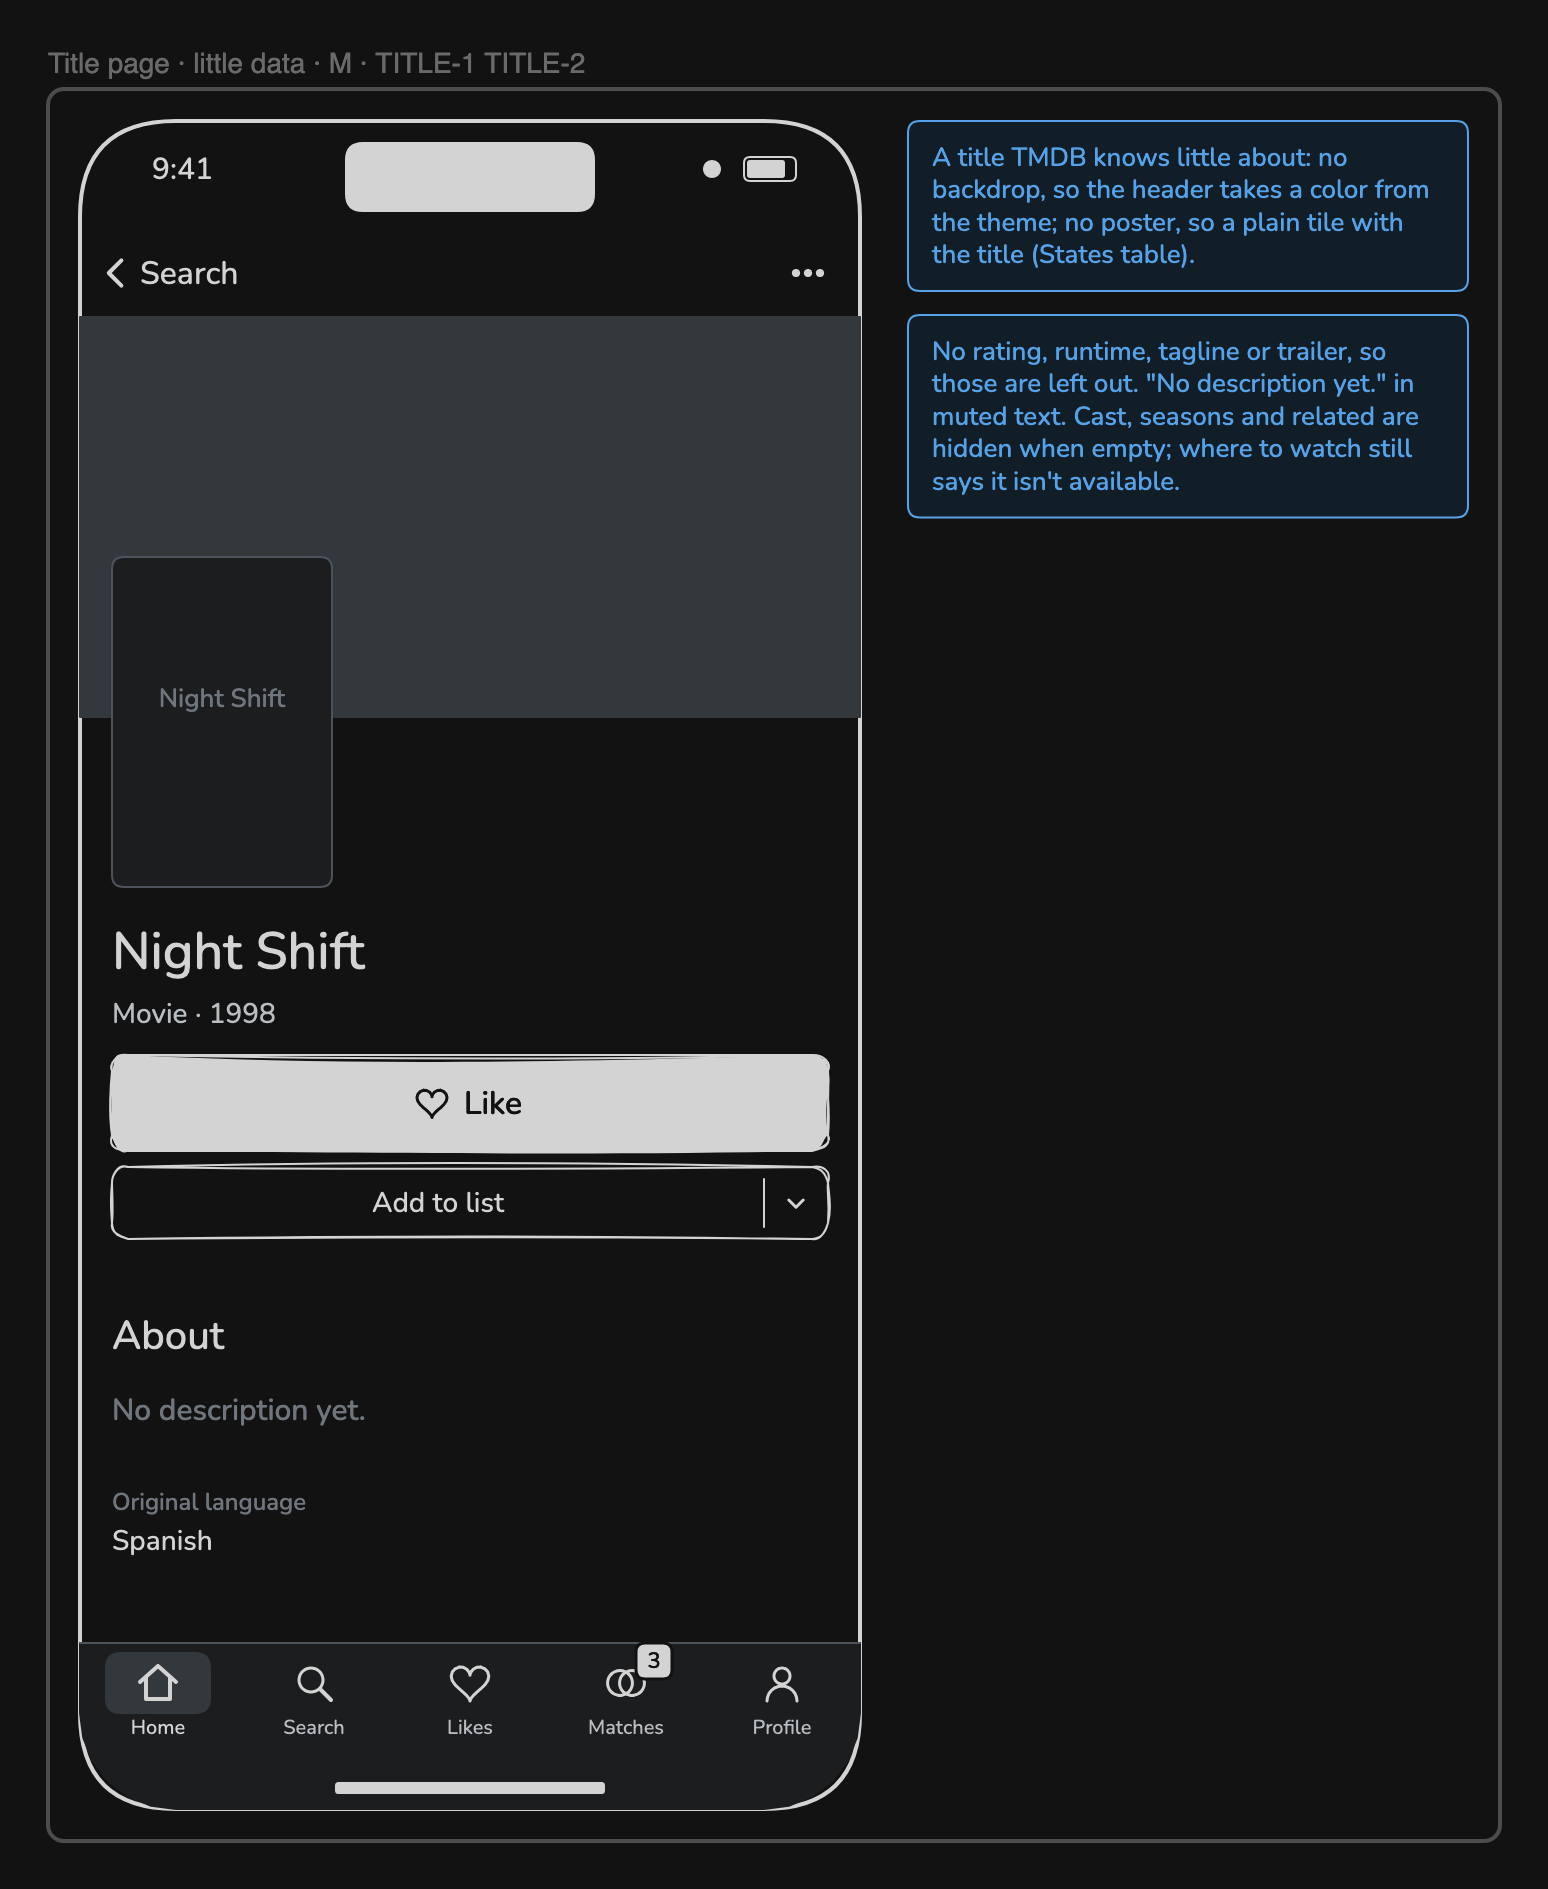 Title page · little data · M · TITLE-1 TITLE-2
9:41
Search
Night Shift
Night Shift
Movie · 1998
Like
Add to list
About
No description yet.
Original language
Spanish
3
Home
Search
Likes
Matches
Profile
A title TMDB knows little about: no
backdrop, so the header takes a color from
the theme; no poster, so a plain tile with
the title (States table).
No rating, runtime, tagline or trailer, so
those are left out. "No description yet." in
muted text. Cast, seasons and related are
hidden when empty; where to watch still
says it isn't available.